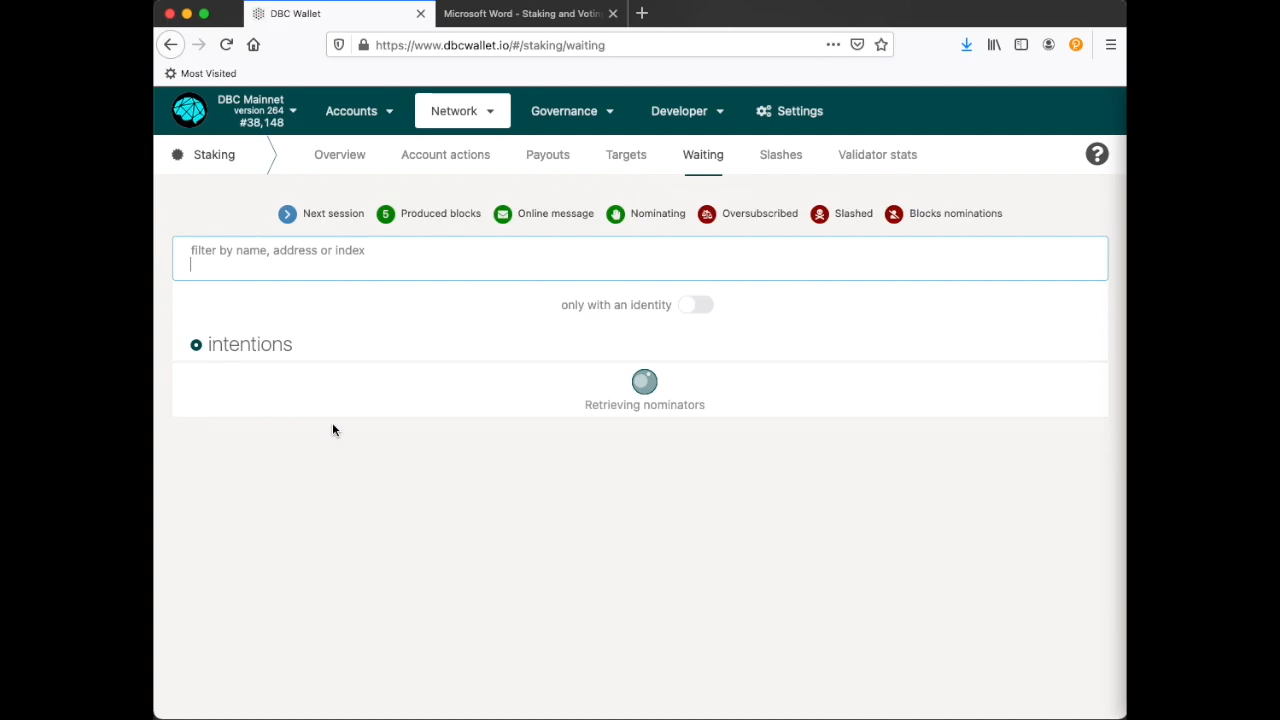 DBC Wallet
Microsoft Word - Staking and Votin
https://www.dbcwallet.io/#/staking/waiting
Most Visited
DBC Mainnet
version 264
#38,148
Accounts
Network
Governance
Developer
Settings
Staking
Overview
Account actions
Payouts
Targets
Waiting
Slashes
Validator stats
?
Next session
5
Produced blocks
Online message
Nominating
Oversubscribed
Slashed
Blocks nominations
filter by name, address or index
only with an identity
intentions
Retrieving nominators